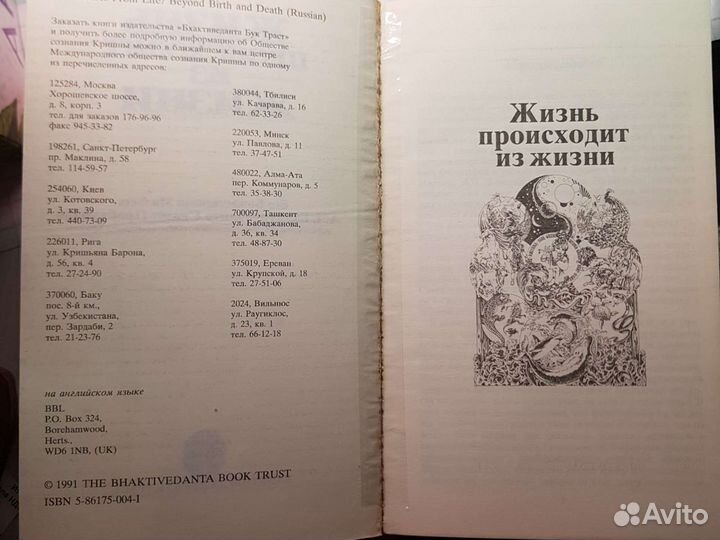 From Life/ Beyond Birth and Death (Russian)
Заказать книги издательства «Бхактиведанта Бук Траст»
и получить более подробную информацию об Обществе
сознания Кришны можно в ближайшем к вам центре
Международного общества сознания Кришны по одному
из перечисленных адресов:
125284, Москва
Хорошевское шоссе,
д. 8, корп. 3
тел. для заказов 176-96-96
факс 945-33-82
198261, Санкт-Петербург
пр. Маклина, д. 58
тел. 114-59-57
254060, Киев
ул. Котовского,
д. 3, кв. 39
тел. 440-73-09
226011, Рига
ул. Кришьяна Барона,
д. 56, кв. 4
тел. 27-24-90
370060, Баку
пос. 8-й км.,
ул. Узбекистана,
пер. Зардаби, 2
тел. 21-23-76
380044, Тбилиси
ул. Качарава, д. 16
тел. 62-33-26
220053, Минск
ул. Павлова, д. 11
тел. 37-47-51
480022, Алма-Ата
пер. Коммунаров, д. 5
тел. 35-38-30
700097, Ташкент
ул. Бабаджанова,
д. 36, кв. 34
тел. 48-87-30
375019, Ереван
ул. Крупской, д. 18
тел. 27-51-06
2024, Вильнюс
ул. Раугиклос,
д. 23, кв. 1
тел. 66-12-18
на английском языке
BBL
P.O. Box 324,
Borehamwood,
Herts.,
WD6 1NB, (UK)
© 1991 THE BHAKTIVEDANTA BOOK TRUST
ISBN 5-86175-004-I
Жизнь
происходит
из жизни
Avito